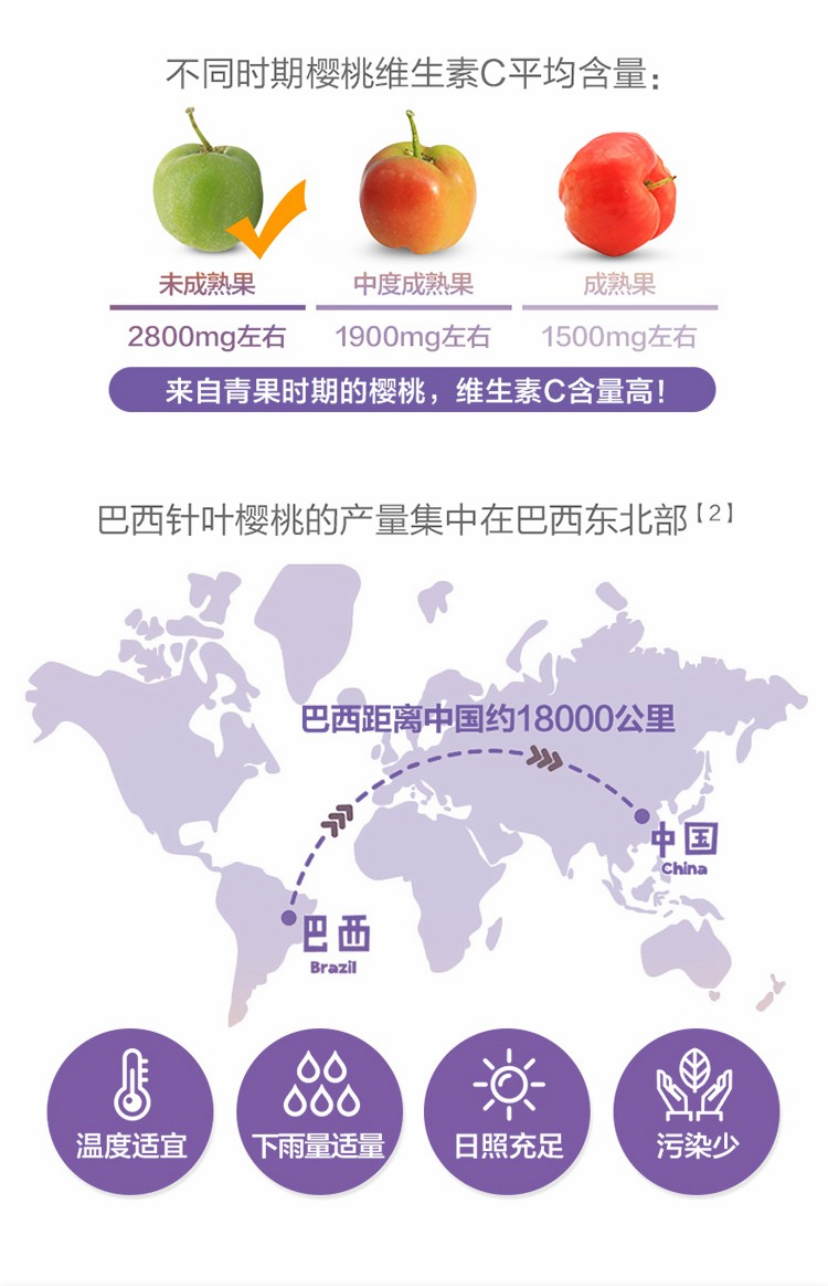 不同时期樱桃维生素C平均含量：
未成熟果 中度成熟果 成熟果
2800mg左右 1900mg左右 1500mg左右
来自青果时期的樱桃，维生素C含量高！
巴西针叶樱桃的产量集中在巴西东北部【2】
巴西距离中国约18000公里
中国
China
巴西
Brazil
温度适宜 下雨量适量 日照充足 污染少